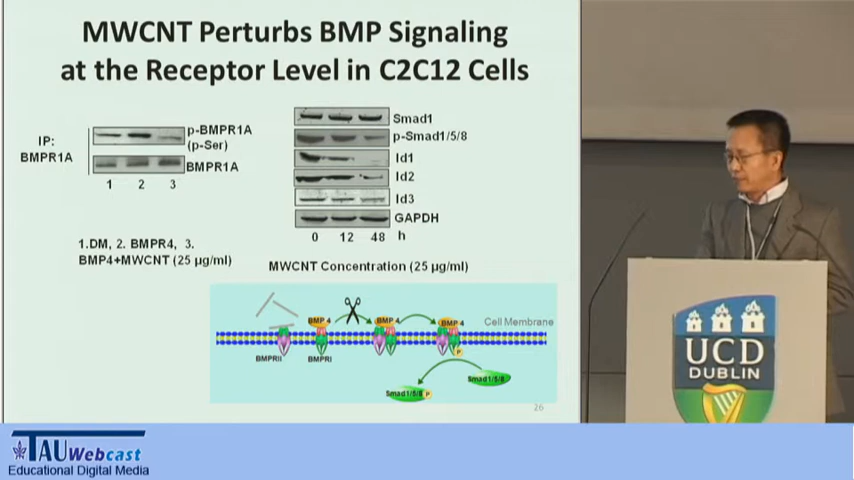 MWCNT Perturbs BMP Signaling
at the Receptor Level in C2C12 Cells
IP:
BMPR1A
p-BMPR1A
(p-Ser)
BMPR1A
1 2 3
1.DM, 2. BMPR4, 3.
BMP4+MWCNT (25 µg/ml)
Smad1
p-Smad1/5/8
Id1
Id2
Id3
GAPDH
0 12 48 h
MWCNT Concentration (25 µg/ml)
BMP 4
BMP 4
BMP 4
Cell Membrane
BMPRII
BMPRI
P
Smad1/5/8
Smad1/5/8 P
26
UCD
DUBLIN
TAU Webcast
Educational Digital Media